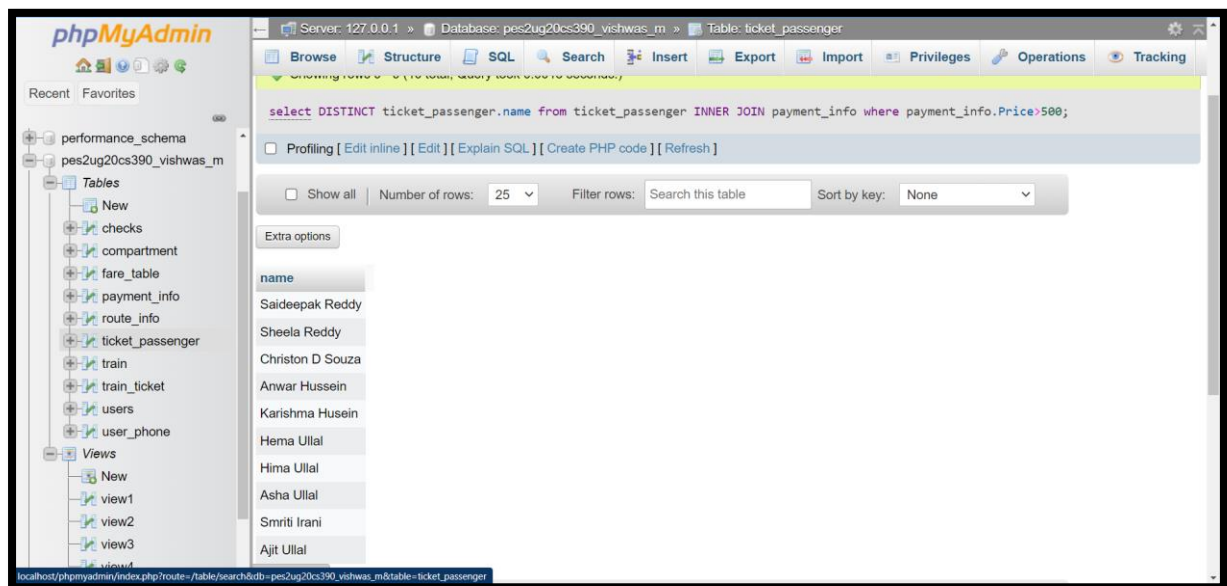 phpMyAdmin
Recent Favorites
performance_schema
pes2ug20cs390_vishwas_m
Tables
New
checks
compartment
fare_table
payment_info
route_info
ticket_passenger
train
train_ticket
users
user_phone
Views
New
view1
view2
view3
view4
localhost/phpmyadmin/index.php?route=/table/search&db=pes2ug20cs390_vishwas_m&table=ticket_passenger
Server: 127.0.0.1 » Database: pes2ug20cs390_vishwas_m » Table: ticket_passenger
Browse Structure SQL Search Insert Export Import Privileges Operations Tracking
select DISTINCT ticket_passenger.name from ticket_passenger INNER JOIN payment_info where payment_info.Price>500;
Profiling [ Edit inline ] [ Edit ] [ Explain SQL ] [ Create PHP code ] [ Refresh ]
Show all | Number of rows: 25 Filter rows: Search this table Sort by key: None
Extra options
name
Saideepak Reddy
Sheela Reddy
Christon D Souza
Anwar Hussein
Karishma Husein
Hema Ullal
Hima Ullal
Asha Ullal
Smriti Irani
Ajit Ullal